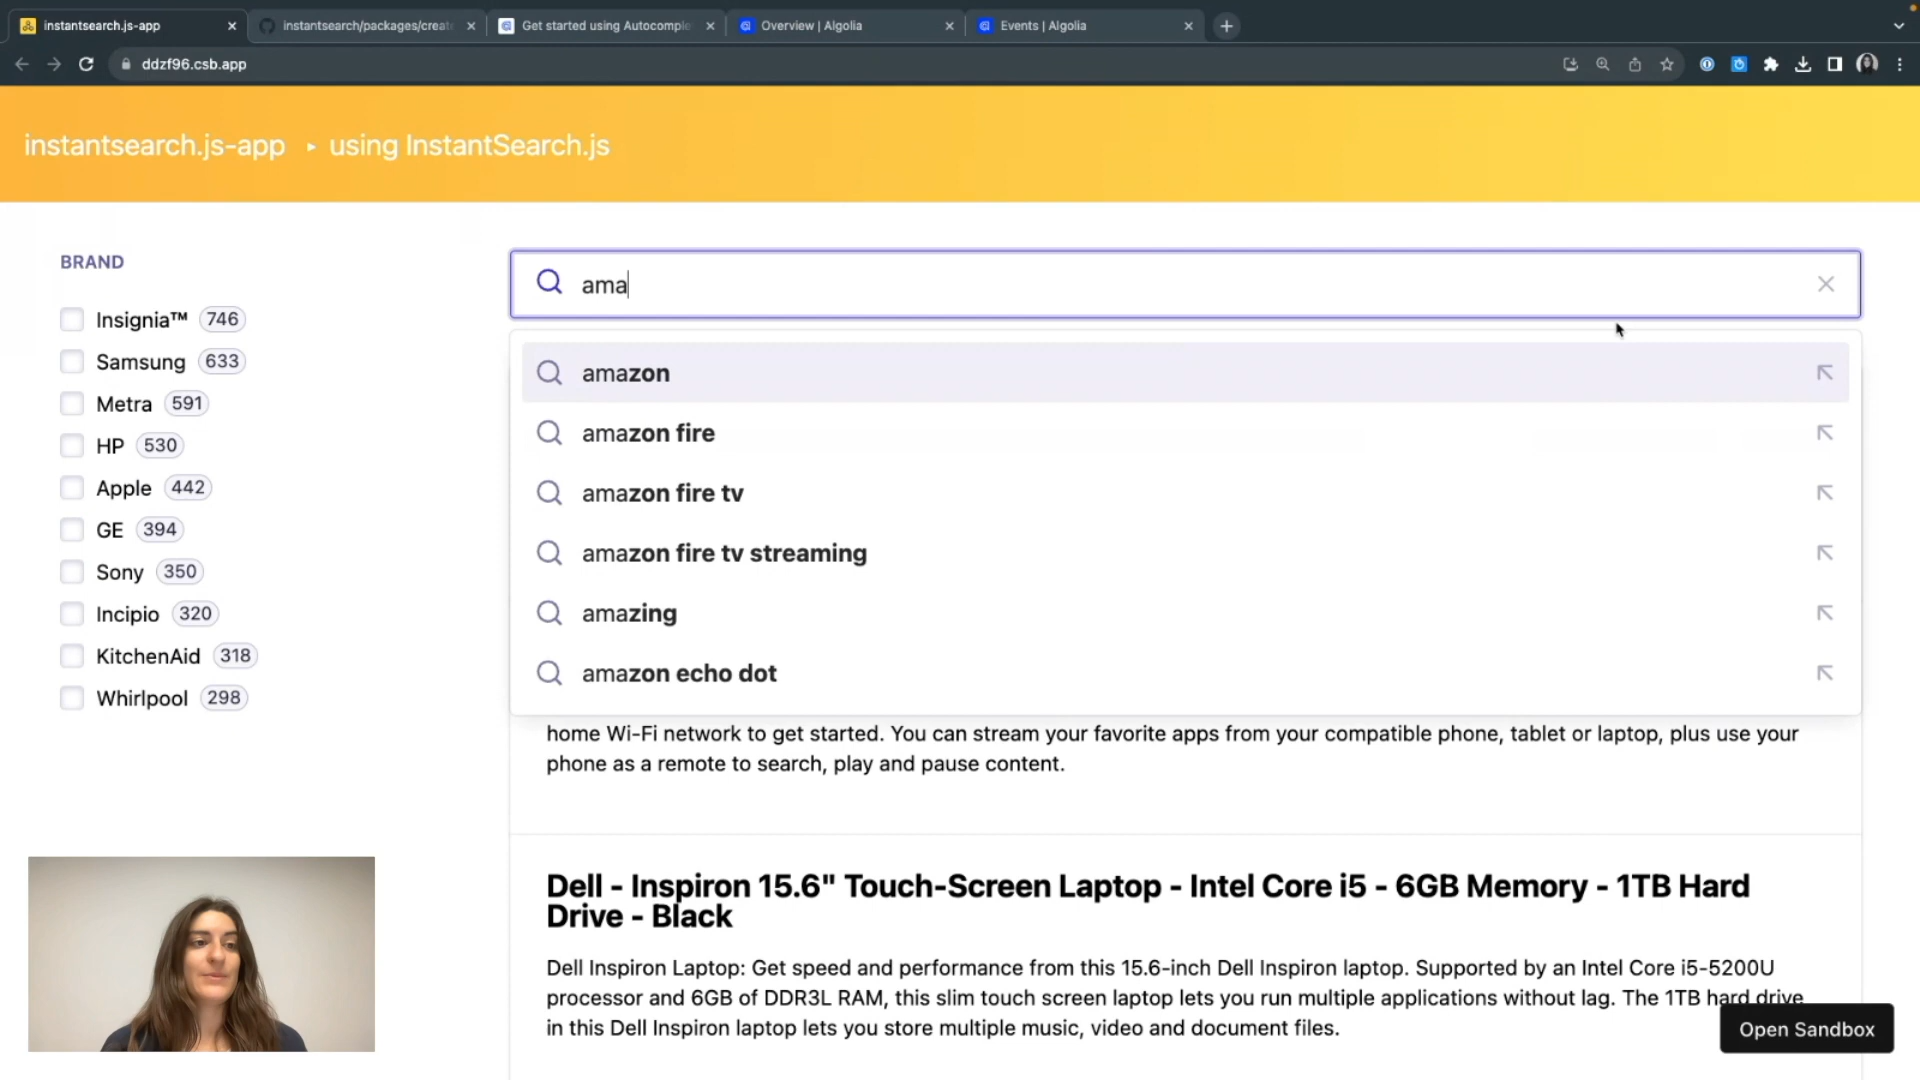 instantsearch.js-app
instantsearch/packages/creat
Get started using Autocomple
Overview | Algolia
Events | Algolia
ddzf96.csb.app
instantsearch.js-app ▸ using InstantSearch.js
BRAND
Insignia™ 746
Samsung 633
Metra 591
HP 530
Apple 442
GE 394
Sony 350
Incipio 320
KitchenAid 318
Whirlpool 298
ama
amazon
amazon fire
amazon fire tv
amazon fire tv streaming
amazing
amazon echo dot
home Wi-Fi network to get started. You can stream your favorite apps from your compatible phone, tablet or laptop, plus use your
phone as a remote to search, play and pause content.
Dell - Inspiron 15.6" Touch-Screen Laptop - Intel Core i5 - 6GB Memory - 1TB Hard
Drive - Black
Dell Inspiron Laptop: Get speed and performance from this 15.6-inch Dell Inspiron laptop. Supported by an Intel Core i5-5200U
processor and 6GB of DDR3L RAM, this slim touch screen laptop lets you run multiple applications without lag. The 1TB hard drive
in this Dell Inspiron laptop lets you store multiple music, video and document files.
Open Sandbox